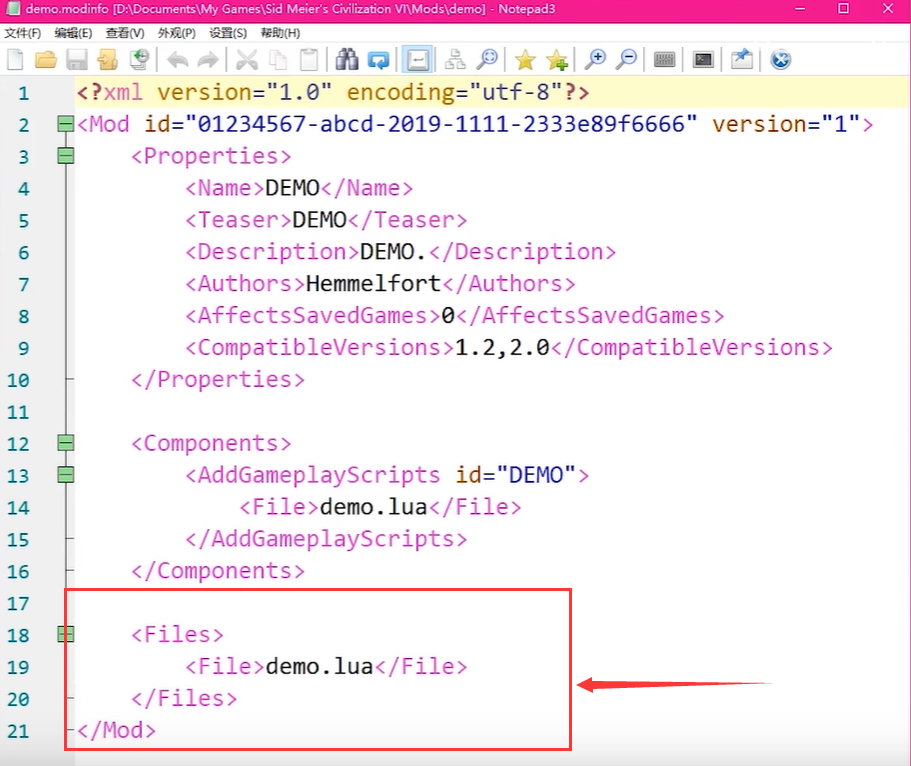 demo.modinfo [D:\Documents\My Games\Sid Meier's Civilization VI\Mods\demo] - Notepad3
文件(F) 编辑(E) 查看(V) 外观(P) 设置(S) 帮助(H)
1 <?xml version="1.0" encoding="utf-8"?>
2 <Mod id="01234567-abcd-2019-1111-2333e89f6666" version="1">
3 <Properties>
4 <Name>DEMO</Name>
5 <Teaser>DEMO</Teaser>
6 <Description>DEMO.</Description>
7 <Authors>Hemmelfort</Authors>
8 <AffectsSavedGames>0</AffectsSavedGames>
9 <CompatibleVersions>1.2,2.0</CompatibleVersions>
10 </Properties>
11
12 <Components>
13 <AddGameplayScripts id="DEMO">
14 <File>demo.lua</File>
15 </AddGameplayScripts>
16 </Components>
17
18 <Files>
19 <File>demo.lua</File>
20 </Files>
21 </Mod>